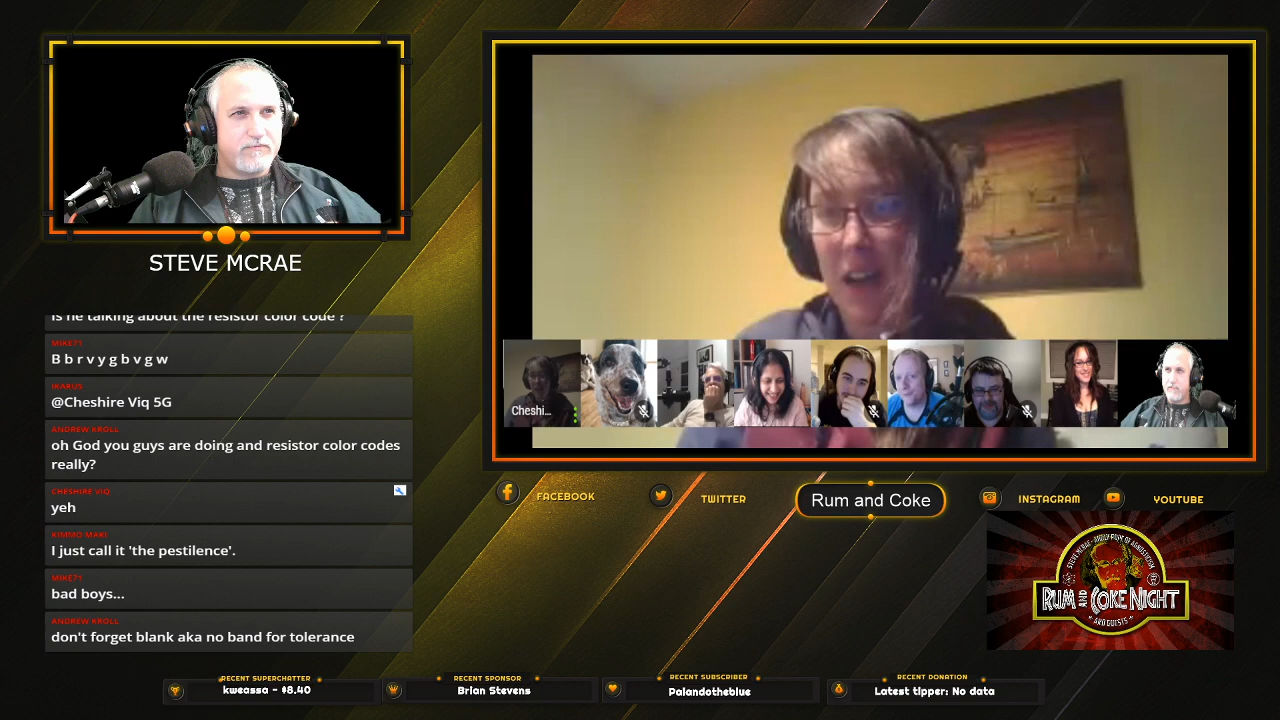 STEVE MCRAE
is he talking about the resistor color code ?
MIKE71
B b r v y g b v g w
IKARUS
@Cheshire Viq 5G
ANDREW KROLL
oh God you guys are doing and resistor color codes
really?
CHESHIRE VIQ
yeh
KIMMO MAKI
I just call it 'the pestilence'.
MIKE71
bad boys...
ANDREW KROLL
don't forget blank aka no band for tolerance
Cheshi...
FACEBOOK
TWITTER
Rum and Coke
INSTAGRAM
YOUTUBE
RUM AND COKE NIGHT
AND GUESTS
RECENT SUPERCHATTER
kweassa - $8.40
RECENT SPONSOR
Brian Stevens
RECENT SUBSCRIBER
Palandotheblue
RECENT DONATION
Latest tipper: No data